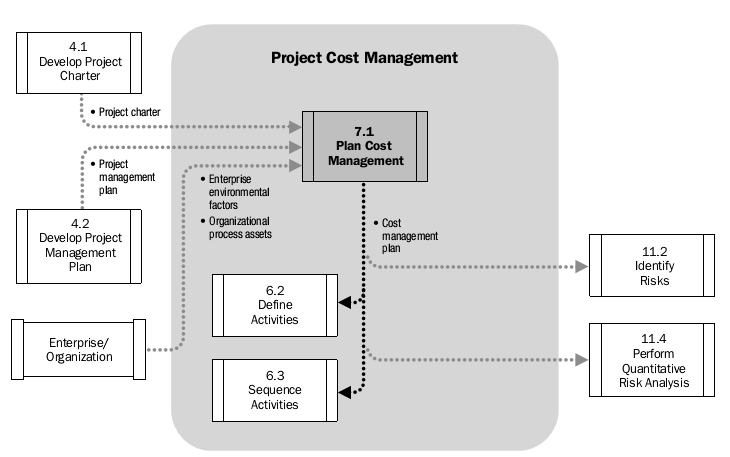 Project Cost Management
4.1
Develop Project
Charter
• Project charter
7.1
Plan Cost
Management
• Project
management
plan
• Enterprise
environmental
factors
• Organizational
process assets
4.2
Develop Project
Management
Plan
• Cost
management
plan
11.2
Identify
Risks
6.2
Define
Activities
Enterprise/
Organization
11.4
Perform
Quantitative
Risk Analysis
6.3
Sequence
Activities